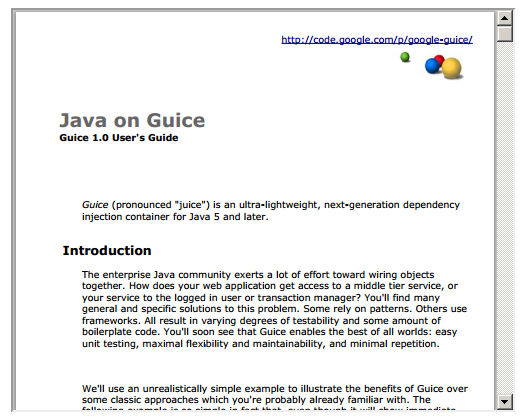 http://code.google.com/p/google-guice/
Java on Guice
Guice 1.0 User's Guide
Guice (pronounced "juice") is an ultra-lightweight, next-generation dependency
injection container for Java 5 and later.
Introduction
The enterprise Java community exerts a lot of effort toward wiring objects
together. How does your web application get access to a middle tier service, or
your service to the logged in user or transaction manager? You'll find many
general and specific solutions to this problem. Some rely on patterns. Others use
frameworks. All result in varying degrees of testability and some amount of
boilerplate code. You'll soon see that Guice enables the best of all worlds: easy
unit testing, maximal flexibility and maintainability, and minimal repetition.
We'll use an unrealistically simple example to illustrate the benefits of Guice over
some classic approaches which you're probably already familiar with. The
following example is so simple in fact that, even though it will show immediate